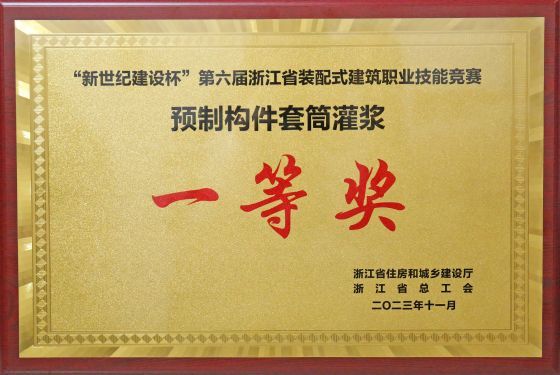 “新世纪建设杯”第六届浙江省装配式建筑职业技能竞赛
预制构件套筒灌浆
一等奖
浙江省住房和城乡建设厅
浙江省总工会
二〇二三年十一月